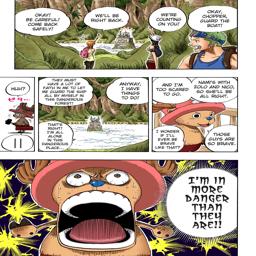 OKAY,
CHOPPER,
GUARD
THE
BOAT!
WE'RE
COUNTING
ON YOU!
WE'LL BE
RIGHT BACK.
OKAY!
BE CAREFUL!
COME BACK
SAFELY!
NAMI'S WITH
ZOLO AND NICO,
SO SHE'LL BE
ALL RIGHT.
THOSE
GUYS ARE
SO BRAVE.
AND I'M
TOO SCARED
TO GO.
I WONDER
IF I'LL
EVER BE
BRAVE
LIKE THAT?
ANYWAY,
I HAVE
THINGS TO
DO!
THEY MUST
HAVE A LOT OF
FAITH IN ME TO LET
ME GUARD THE SHIP
ALL BY MYSELF IN
THIS DANGEROUS
FOREST!
THAT'S
RIGHT!
I'M ALL
ALONE IN THIS
DANGEROUS
PLACE.
HUH?
I'M IN
MORE
DANGER
THAN
THEY
ARE!!